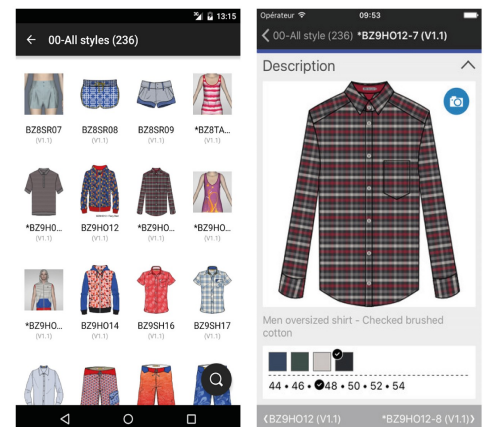 13:15
00-All styles (236)
BZ8SR07 BZ8SR08 BZ8SR09 *BZ8TA...
(V1.1) (V1.1) (V1.1) (V1.1)
*BZ9H0... BZ9HO12 *BZ9HO... *BZ9HO...
(V1.1) (V1.1) (V1.1) (V1.1)
*BZ9HO... BZ9HO14 BZ9SH16 BZ9SH17
(V1.1) (V1.1) (V1.1) (V1.1)
Opérateur 09:53
00-All style (236) *BZ9HO12-7 (V1.1)
Description
Men oversized shirt - Checked brushed
cotton
44 • 46 • 48 • 50 • 52 • 54
(BZ9HO12 (V1.1) *BZ9HO12-8 (V1.1))